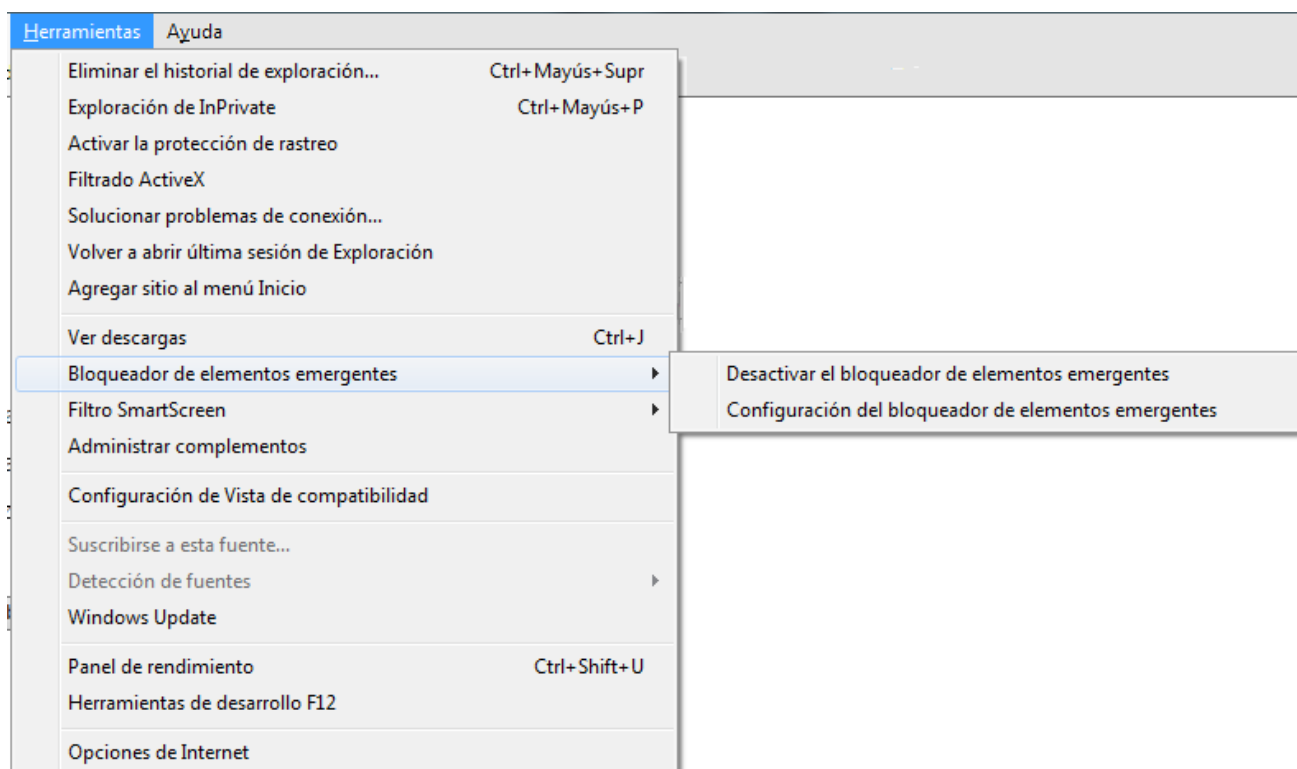 Herramientas Ayuda
Eliminar el historial de exploración... Ctrl+Mayús+Supr
Exploración de InPrivate Ctrl+Mayús+P
Activar la protección de rastreo
Filtrado ActiveX
Solucionar problemas de conexión...
Volver a abrir última sesión de Exploración
Agregar sitio al menú Inicio
Ver descargas Ctrl+J
Bloqueador de elementos emergentes
Desactivar el bloqueador de elementos emergentes
Filtro SmartScreen
Configuración del bloqueador de elementos emergentes
Administrar complementos
Configuración de Vista de compatibilidad
Suscribirse a esta fuente...
Detección de fuentes
Windows Update
Panel de rendimiento Ctrl+Shift+U
Herramientas de desarrollo F12
Opciones de Internet